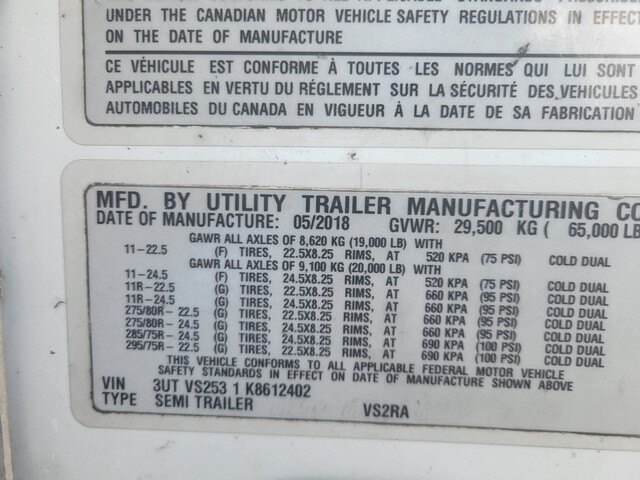 UNDER THE CANADIAN MOTOR VEHICLE SAFETY REGULATIONS IN EFFECT
ON THE DATE OF MANUFACTURE
CE VÉHICULE EST CONFORME À TOUTES LES NORMES QUI LUI SONT
APPLICABLES EN VERTU DU RÉGLEMENT SUR LA SÉCURITÉ DES VEHICULES
AUTOMOBILES DU CANADA EN VIGUEUR À LA DATE DE SA FABRICATION
MFD. BY UTILITY TRAILER MANUFACTURING CO
DATE OF MANUFACTURE: 05/2018 GVWR: 29,500 KG ( 65,000 LB
GAWR ALL AXLES OF 8,620 KG (19,000 LB) WITH
11-22.5 (F) TIRES, 22.5X8.25 RIMS, AT 520 KPA (75 PSI) COLD DUAL
GAWR ALL AXLES OF 9,100 KG (20,000 LB) WITH
11-24.5 (F) TIRES, 24.5X8.25 RIMS, AT 520 KPA (75 PSI) COLD DUAL
11R-22.5 (G) TIRES, 22.5X8.25 RIMS, AT 660 KPA (95 PSI) COLD DUAL
11R-24.5 (G) TIRES, 24.5X8.25 RIMS, AT 660 KPA (95 PSI) COLD DUAL
275/80R-22.5 (G) TIRES, 22.5X8.25 RIMS, AT 660 KPA (95 PSI) COLD DUAL
275/80R-24.5 (G) TIRES, 24.5X8.25 RIMS, AT 660 KPA (95 PSI) COLD DUAL
285/75R-24.5 (G) TIRES, 24.5X8.25 RIMS, AT 690 KPA (100 PSI) COLD DUAL
295/75R-22.5 (G) TIRES, 22.5X8.25 RIMS, AT 690 KPA (100 PSI) COLD DUAL
THIS VEHICLE CONFORMS TO ALL APPLICABLE FEDERAL MOTOR VEHICLE
SAFETY STANDARDS IN EFFECT ON DATE OF MANUFACTURE SHOWN ABOVE
VIN 3UT VS253 1 K8612402
TYPE SEMI TRAILER VS2RA